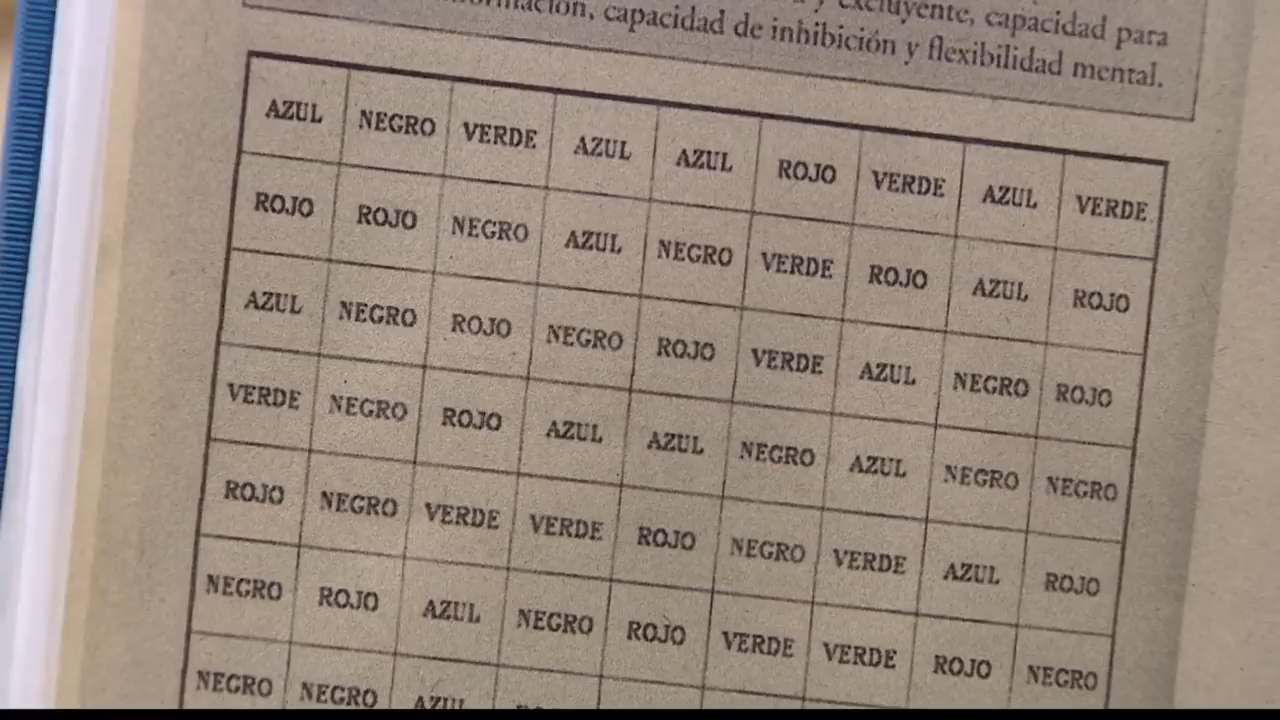 y excluyente, capacidad para
capacidad de inhibición y flexibilidad mental.
AZUL NEGRO VERDE AZUL AZUL ROJO VERDE AZUL VERDE
ROJO ROJO NEGRO AZUL NEGRO VERDE ROJO AZUL ROJO
AZUL NEGRO ROJO NEGRO ROJO VERDE AZUL NEGRO ROJO
VERDE NEGRO ROJO AZUL AZUL NEGRO AZUL NEGRO NEGRO
ROJO NEGRO VERDE VERDE ROJO NEGRO VERDE AZUL ROJO
NEGRO ROJO AZUL NEGRO ROJO VERDE VERDE ROJO NEGRO
NEGRO NEGRO AZUL